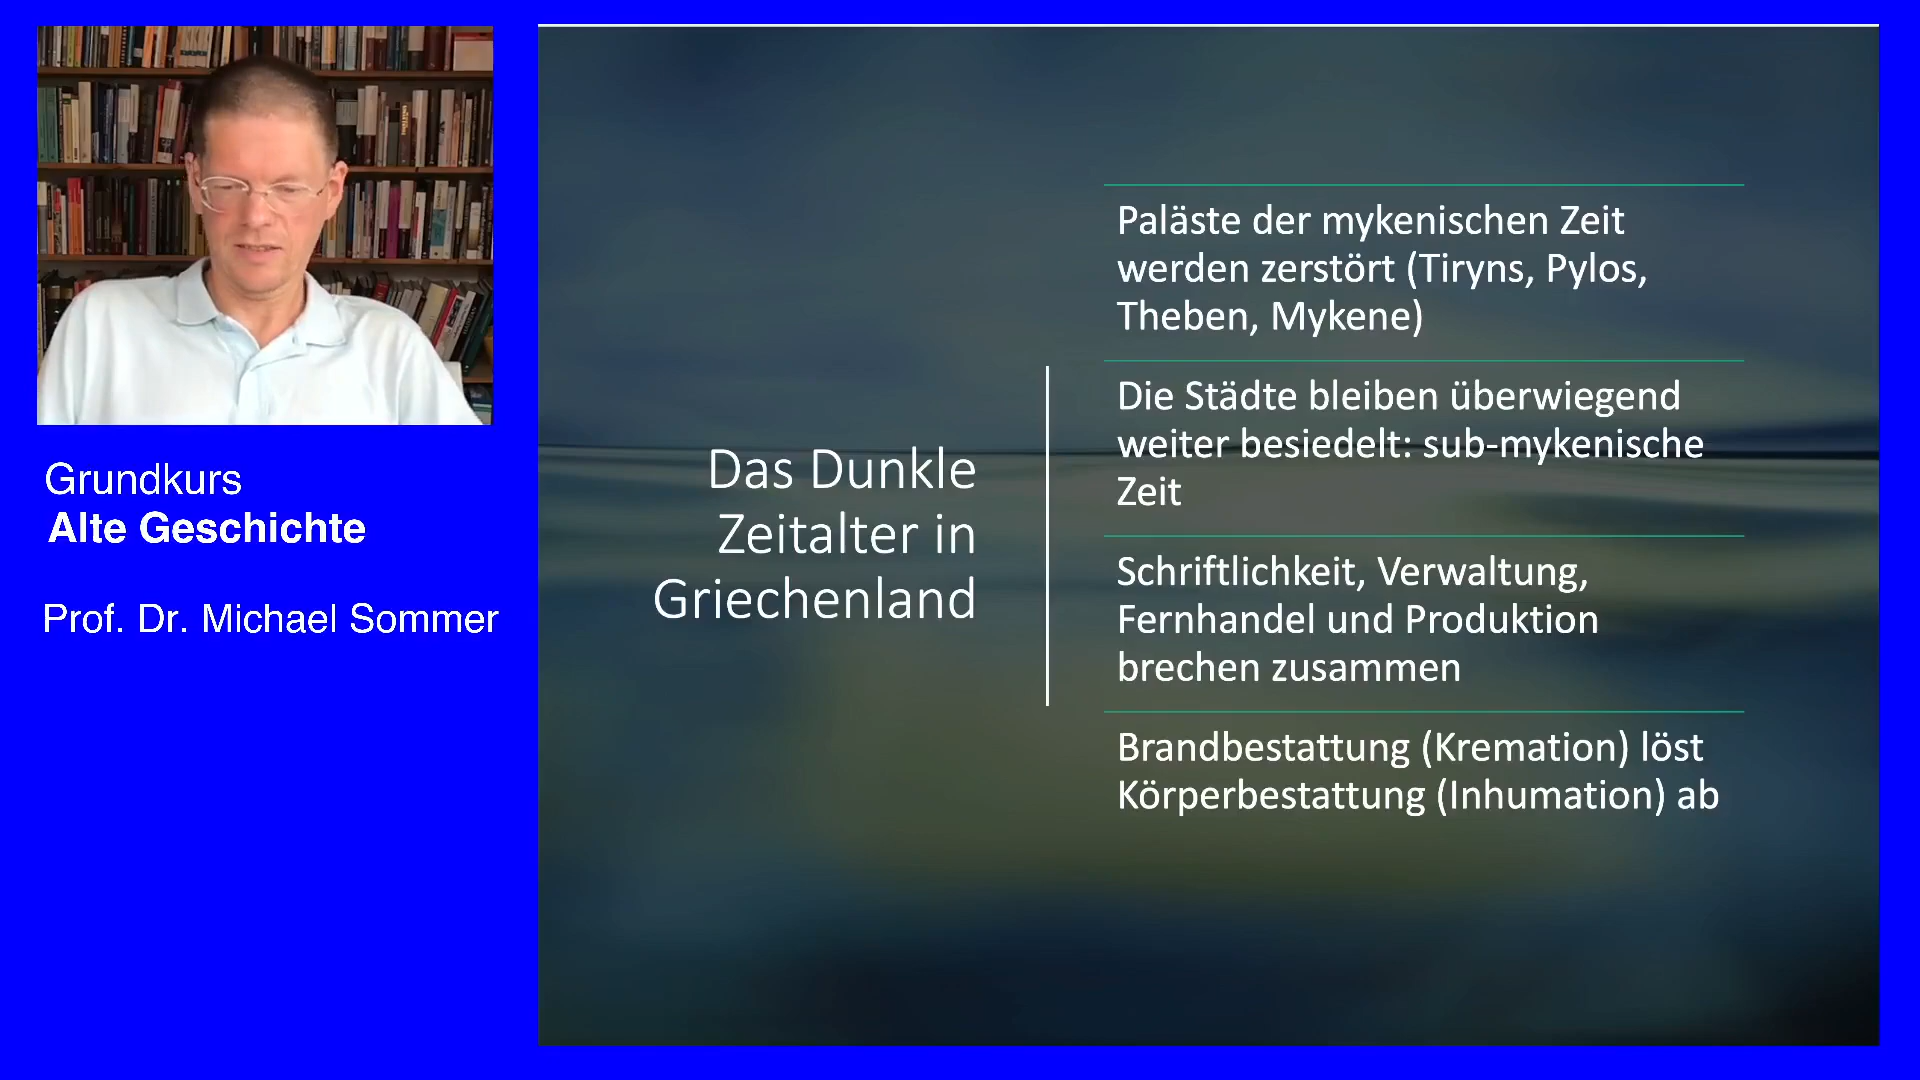 Grundkurs
Alte Geschichte
Prof. Dr. Michael Sommer
Das Dunkle
Zeitalter in
Griechenland
Paläste der mykenischen Zeit
werden zerstört (Tiryns, Pylos,
Theben, Mykene)
Die Städte bleiben überwiegend
weiter besiedelt: sub-mykenische
Zeit
Schriftlichkeit, Verwaltung,
Fernhandel und Produktion
brechen zusammen
Brandbestattung (Kremation) löst
Körperbestattung (Inhumation) ab